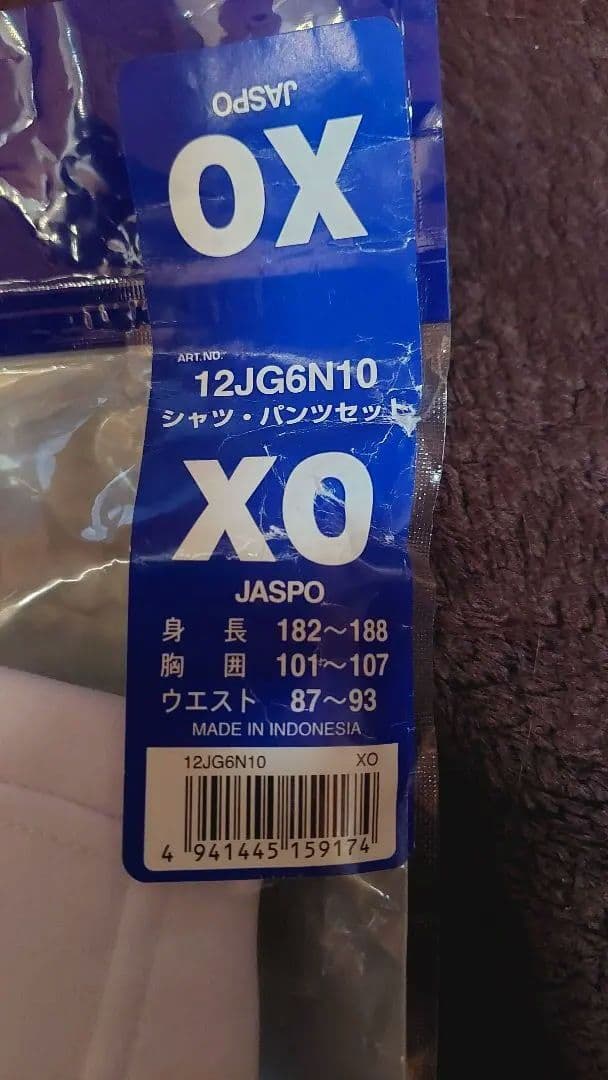 JASPO
XO
ART.NO.
12JG6N10
シャツ・パンツセット
XO
JASPO
身 長 182〜188
胸 囲 101〜107
ウエスト 87〜93
MADE IN INDONESIA
12JG6N10 XO
4 941445 159174